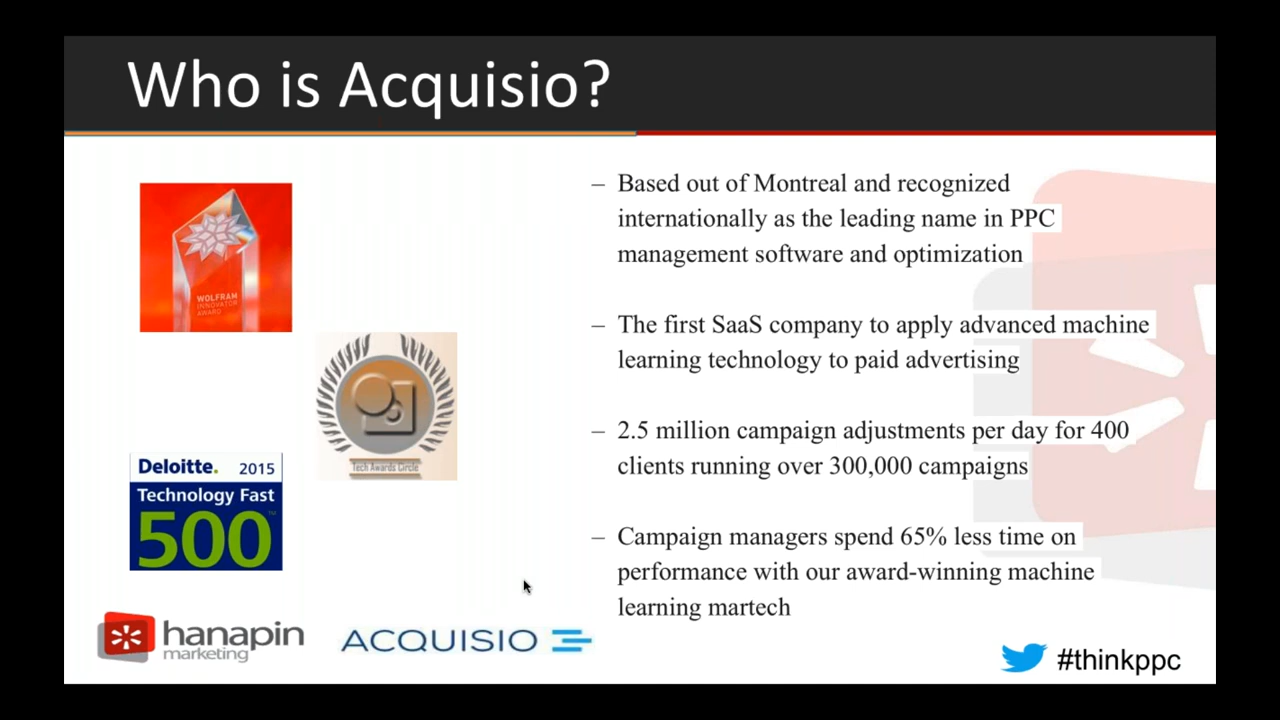 Who is Acquisio?
WOLFRAM
INNOVATOR
AWARD
Tech Awards Circle
Deloitte. 2015
Technology Fast
500™
– Based out of Montreal and recognized
internationally as the leading name in PPC
management software and optimization
– The first SaaS company to apply advanced machine
learning technology to paid advertising
– 2.5 million campaign adjustments per day for 400
clients running over 300,000 campaigns
– Campaign managers spend 65% less time on
performance with our award-winning machine
learning martech
hanapin
marketing
ACQUISIO
#thinkppc